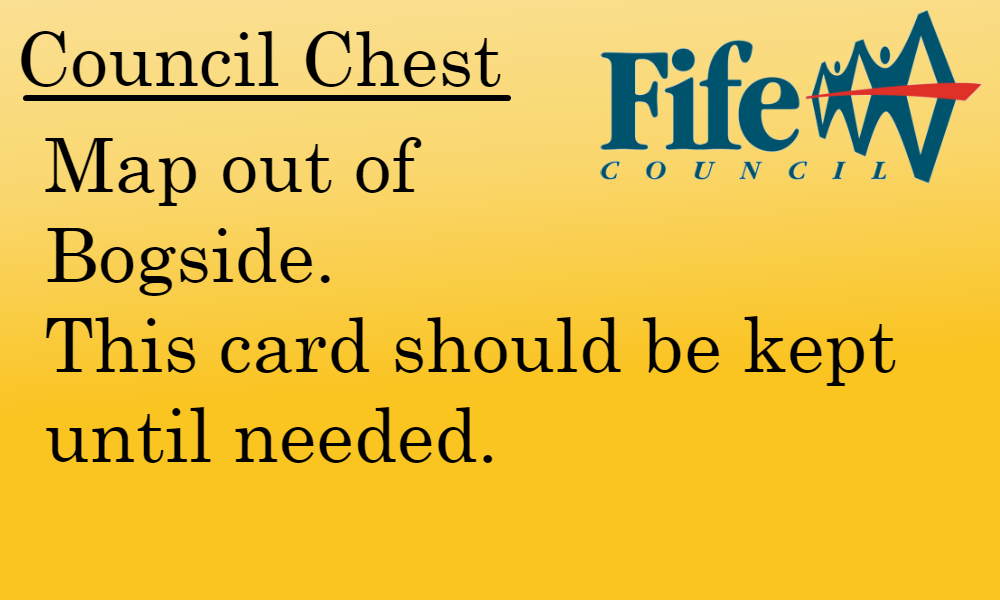 Council Chest
Fife
COUNCIL
Map out of
Bogside.
This card should be kept
until needed.